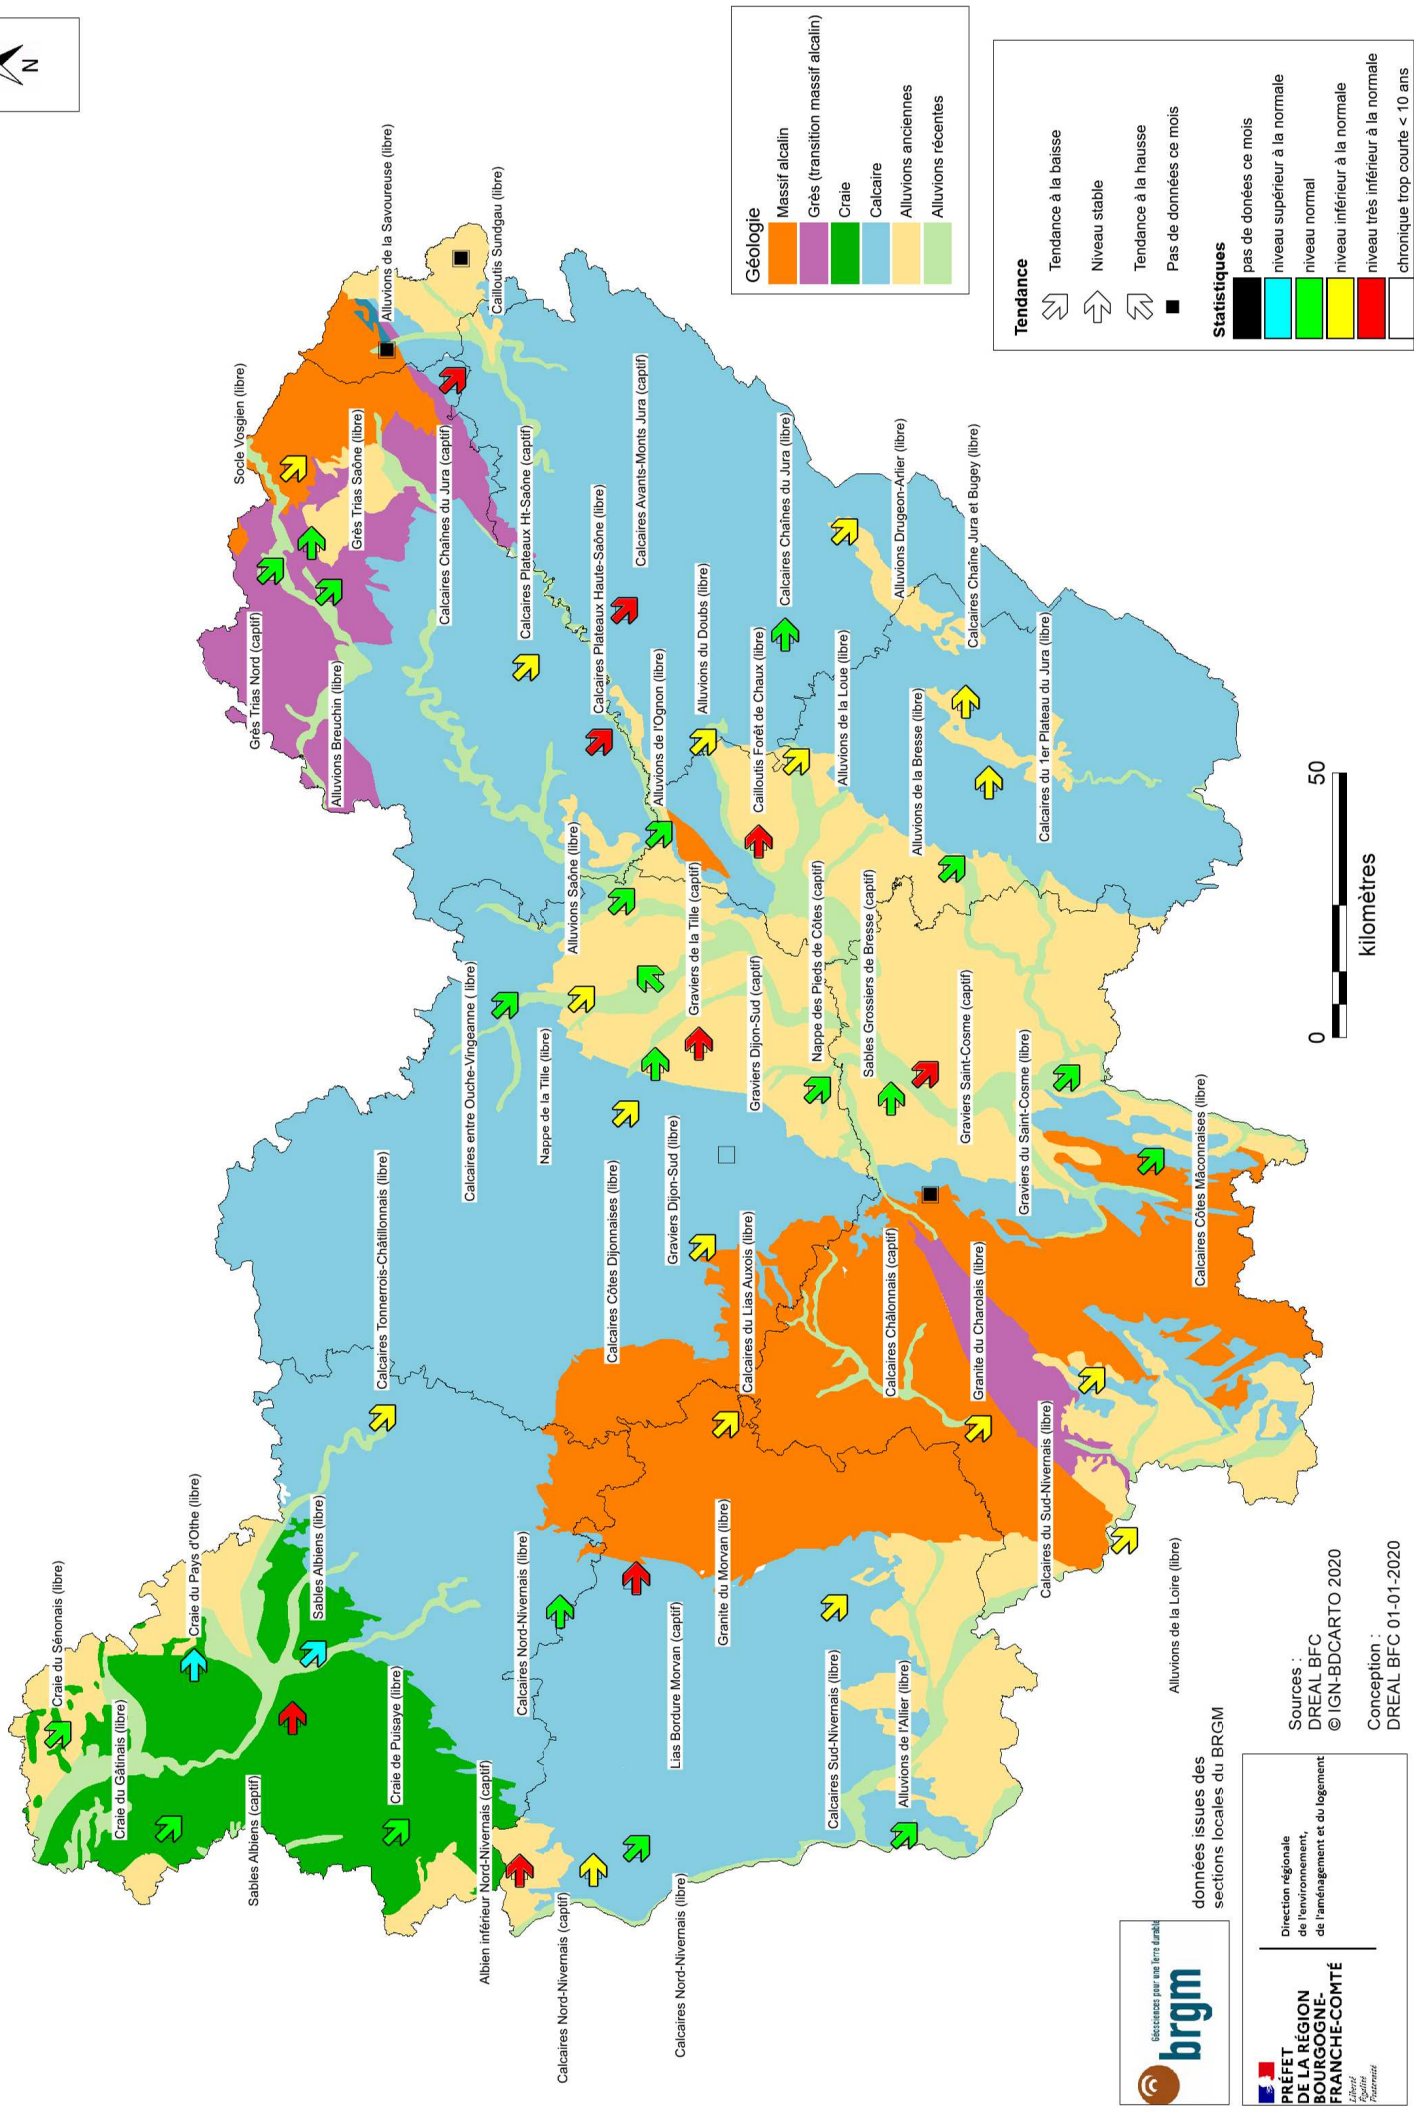 N
Géologie
Massif alcalin
Grès (transition massif alcalin)
Craie
Calcaire
Alluvions anciennes
Alluvions récentes
Tendance
Tendance à la baisse
Niveau stable
Tendance à la hausse
Pas de données ce mois
Statistiques
pas de donées ce mois
niveau supérieur à la normale
niveau normal
niveau inférieur à la normale
niveau très inférieur à la normale
chronique trop courte < 10 ans
Craie du Sénonais (libre)
Craie du Gâtinais (libre)
Craie du Pays d'Othe (libre)
Sables Albiens (libre)
Sables Albiens (captif)
Craie de Puisaye (libre)
Albien inférieur Nord-Nivernais (captif)
Calcaires Nord-Nivernais (libre)
Calcaires Nord-Nivernais (captif)
Calcaires Nord-Nivernais (libre)
Lias Bordure Morvan (captif)
Granite du Morvan (libre)
Calcaires Sud-Nivernais (libre)
Alluvions de l'Allier (libre)
Calcaires du Sud-Nivernais (libre)
Alluvions de la Loire (libre)
Calcaires Tonnerrois-Châtillonnais (libre)
Calcaires entre Ouche-Vingeanne ( libre)
Nappe de la Tille (libre)
Calcaires Côtes Dijonnaises (libre)
Graviers Dijon-Sud (libre)
Calcaires du Lias Auxois (libre)
Calcaires Châlonnais (captif)
Granite du Charolais (libre)
Alluvions Saône (libre)
Graviers de la Tille (captif)
Graviers Dijon-Sud (captif)
Nappe des Pieds de Côtes (captif)
Sables Grossiers de Bresse (captif)
Graviers Saint-Cosme (captif)
Graviers du Saint-Cosme (libre)
Calcaires Côtes Mâconnaises (libre)
Grès Trias Nord (captif)
Alluvions Breuchin (libre)
Socle Vosgien (libre)
Grès Trias Saône (libre)
Alluvions de la Savoureuse (libre)
Cailloutis Sundgau (libre)
Calcaires Chaînes du Jura (captif)
Calcaires Plateaux Ht-Saône (captif)
Calcaires Plateaux Haute-Saône (libre)
Calcaires Avants-Monts Jura (captif)
Alluvions de l'Ognon (libre)
Alluvions du Doubs (libre)
Cailloutis Forêt de Chaux (libre)
Calcaires Chaînes du Jura (libre)
Alluvions de la Loue (libre)
Alluvions Drugeon-Arlier (libre)
Alluvions de la Bresse (libre)
Calcaires Chaîne Jura et Bugey (libre)
Calcaires du 1er Plateau du Jura (libre)
0 50
kilomètres
Géosciences pour une Terre durable
brgm
données issues des
sections locales du BRGM
PRÉFET
DE LA RÉGION
BOURGOGNE-
FRANCHE-COMTÉ
Liberté
Égalité
Fraternité
Direction régionale
de l'environnement,
de l'aménagement et du logement
Sources :
DREAL BFC
© IGN-BDCARTO 2020
Conception :
DREAL BFC 01-01-2020